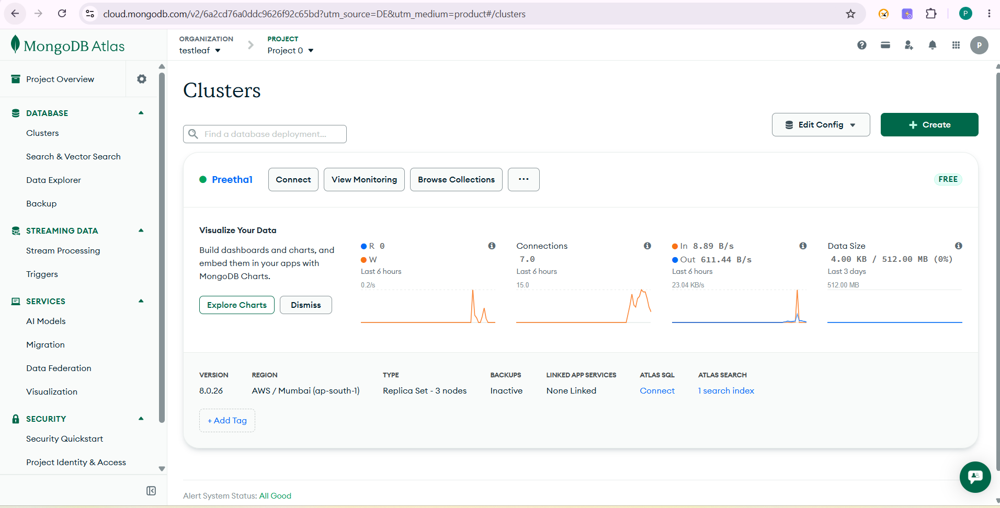 cloud.mongodb.com/v2/6a2cd76a0ddc9626f92c65bd?utm_source=DE&utm_medium=product#/clusters
P
MongoDB Atlas
ORGANIZATION
testleaf
PROJECT
Project 0
P
Project Overview
DATABASE
Clusters
Search & Vector Search
Data Explorer
Backup
STREAMING DATA
Stream Processing
Triggers
SERVICES
AI Models
Migration
Data Federation
Visualization
SECURITY
Security Quickstart
Project Identity & Access
Clusters
Find a database deployment...
Edit Config
+ Create
Preetha1
Connect
View Monitoring
Browse Collections
...
FREE
Visualize Your Data
Build dashboards and charts, and
embed them in your apps with
MongoDB Charts.
Explore Charts
Dismiss
R 0
W
Last 6 hours
0.2/s
Connections
7.0
Last 6 hours
15.0
In 8.89 B/s
Out 611.44 B/s
Last 6 hours
23.04 KB/s
Data Size
4.00 KB / 512.00 MB (0%)
Last 3 days
512.00 MB
VERSION
8.0.26
REGION
AWS / Mumbai (ap-south-1)
TYPE
Replica Set - 3 nodes
BACKUPS
Inactive
LINKED APP SERVICES
None Linked
ATLAS SQL
Connect
ATLAS SEARCH
1 search index
+ Add Tag
Alert System Status: All Good